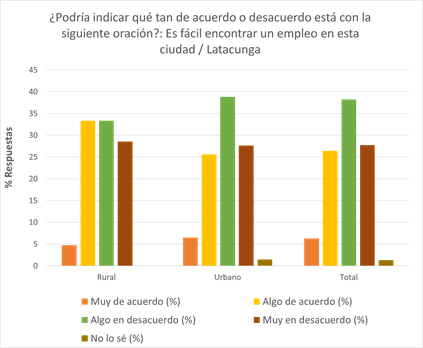 ¿Podría indicar qué tan de acuerdo o desacuerdo está con la
siguiente oración?: Es fácil encontrar un empleo en esta
ciudad / Latacunga
% Respuestas
45
40
35
30
25
20
15
10
5
0
Rural Urbano Total
Muy de acuerdo (%) Algo de acuerdo (%)
Algo en desacuerdo (%) Muy en desacuerdo (%)
No lo sé (%)